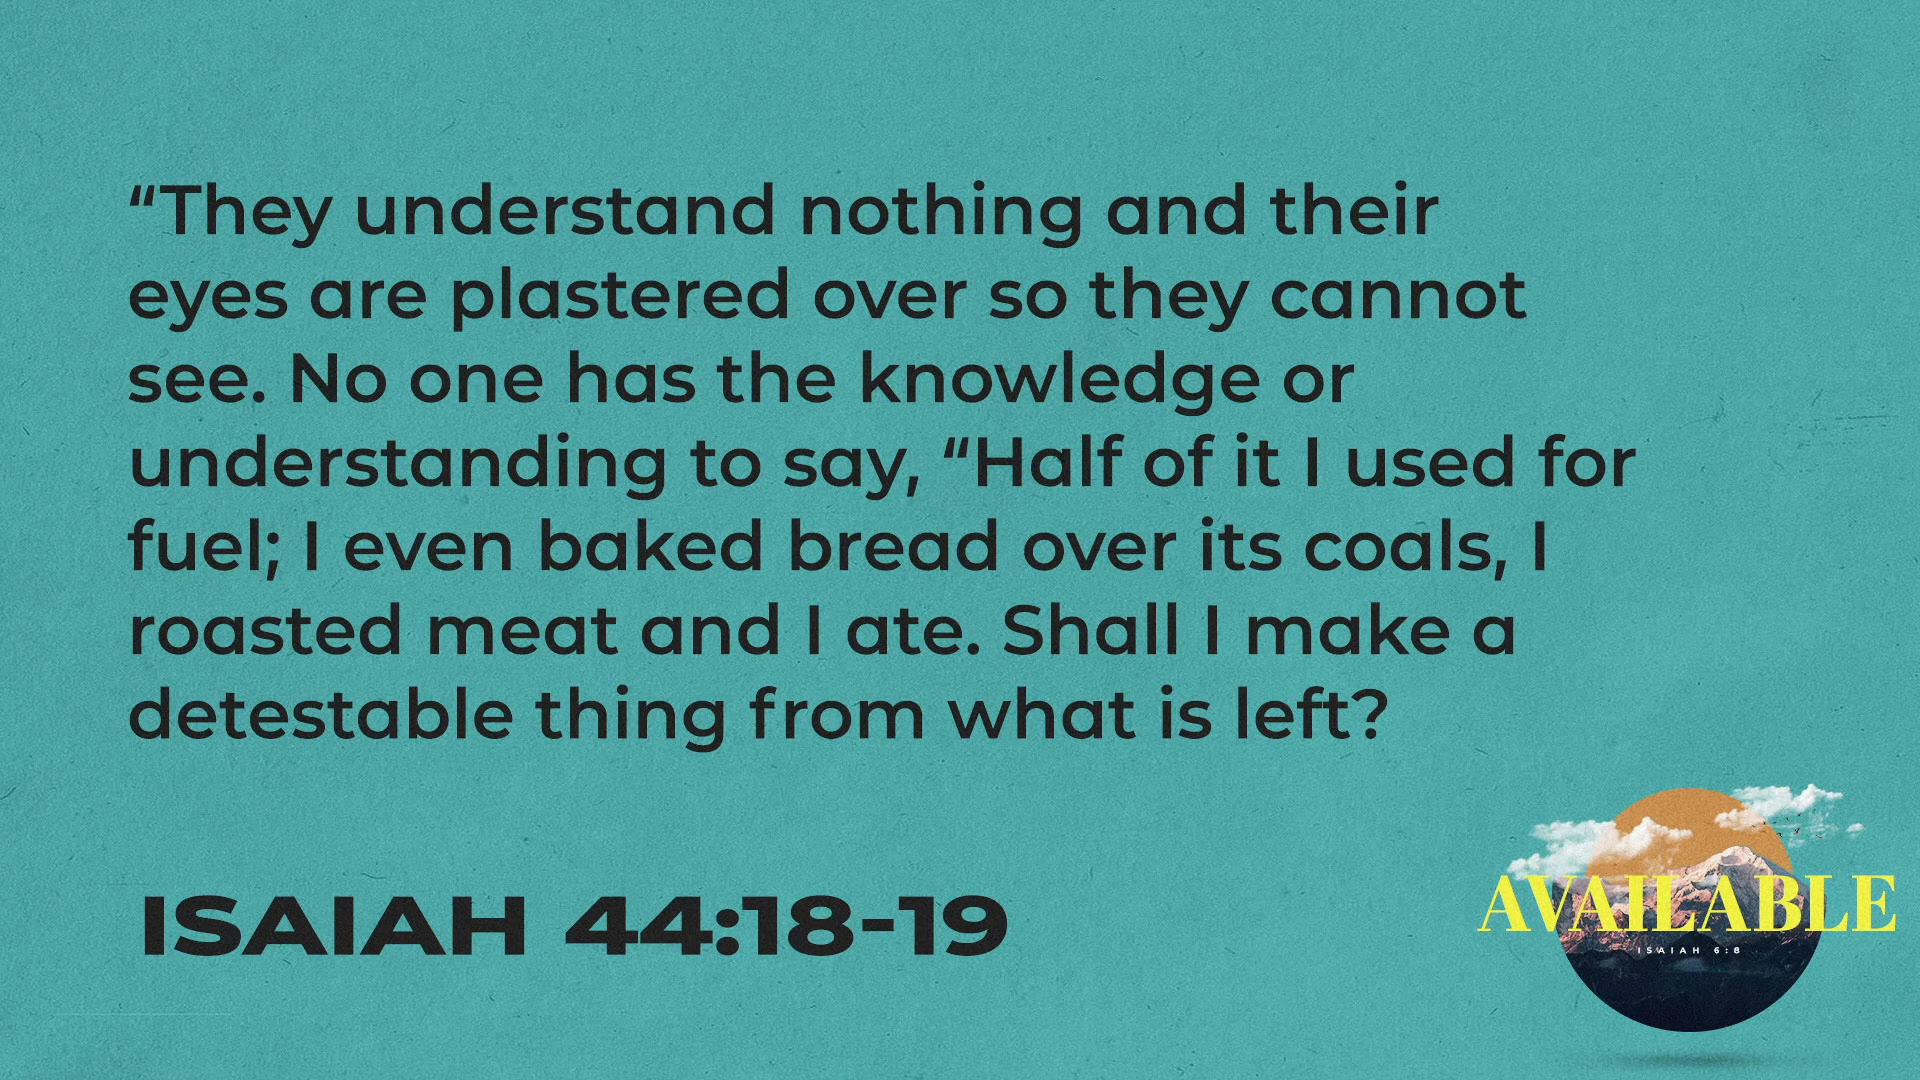 “They understand nothing and their
eyes are plastered over so they cannot
see. No one has the knowledge or
understanding to say, “Half of it I used for
fuel; I even baked bread over its coals, I
roasted meat and I ate. Shall I make a
detestable thing from what is left?
ISAIAH 44:18-19
AVAILABLE
ISAIAH 6:8